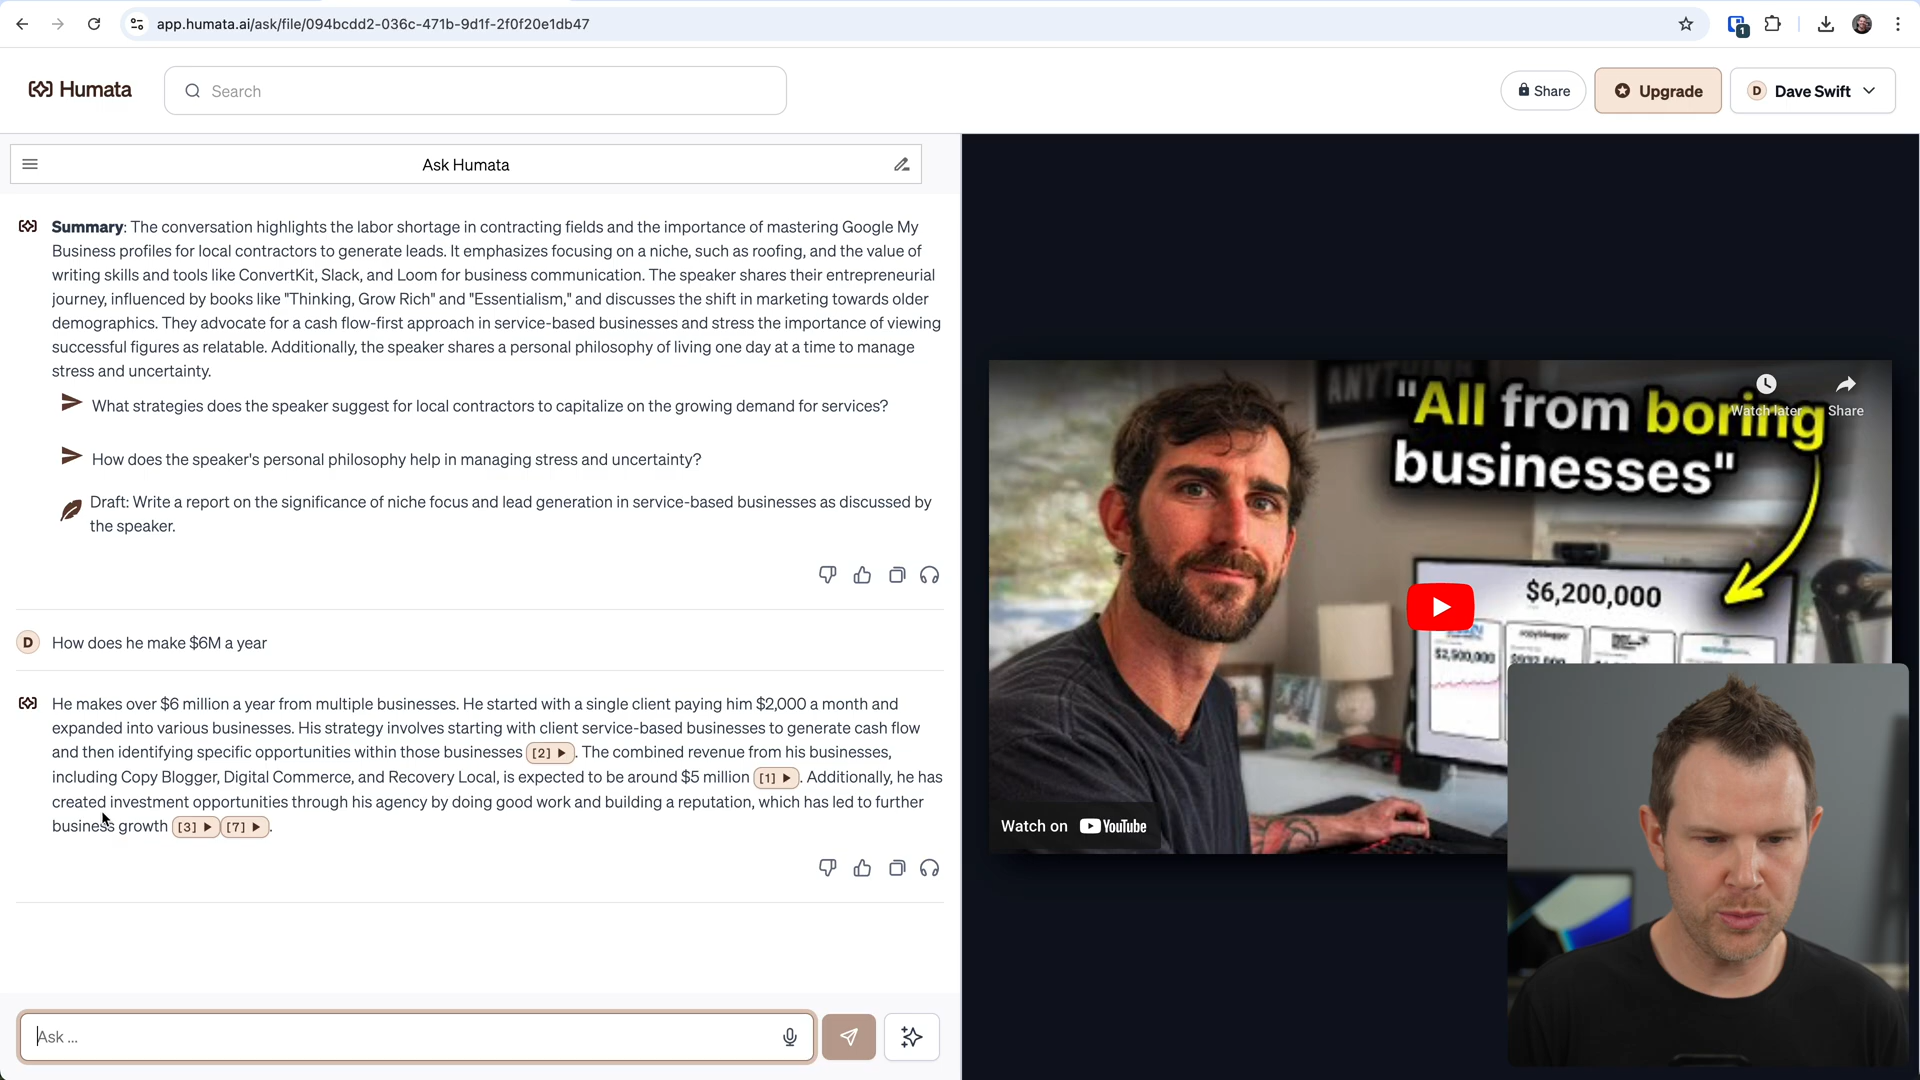 app.humata.ai/ask/file/094bcdd2-036c-471b-9d1f-2f0f20e1db47
1
Humata
Search
Share
Upgrade
D Dave Swift
Ask Humata
Summary: The conversation highlights the labor shortage in contracting fields and the importance of mastering Google My
Business profiles for local contractors to generate leads. It emphasizes focusing on a niche, such as roofing, and the value of
writing skills and tools like ConvertKit, Slack, and Loom for business communication. The speaker shares their entrepreneurial
journey, influenced by books like "Thinking, Grow Rich" and "Essentialism," and discusses the shift in marketing towards older
demographics. They advocate for a cash flow-first approach in service-based businesses and stress the importance of viewing
successful figures as relatable. Additionally, the speaker shares a personal philosophy of living one day at a time to manage
stress and uncertainty.
What strategies does the speaker suggest for local contractors to capitalize on the growing demand for services?
How does the speaker's personal philosophy help in managing stress and uncertainty?
Draft: Write a report on the significance of niche focus and lead generation in service-based businesses as discussed by
the speaker.
D How does he make $6M a year
He makes over $6 million a year from multiple businesses. He started with a single client paying him $2,000 a month and
expanded into various businesses. His strategy involves starting with client service-based businesses to generate cash flow
and then identifying specific opportunities within those businesses [2]. The combined revenue from his businesses,
including Copy Blogger, Digital Commerce, and Recovery Local, is expected to be around $5 million [1]. Additionally, he has
created investment opportunities through his agency by doing good work and building a reputation, which has led to further
business growth [3] [7].
Ask ...
"All from boring
businesses"
Watch later
Share
$6,200,000
copyblogger
$2,500,000
Watch on YouTube